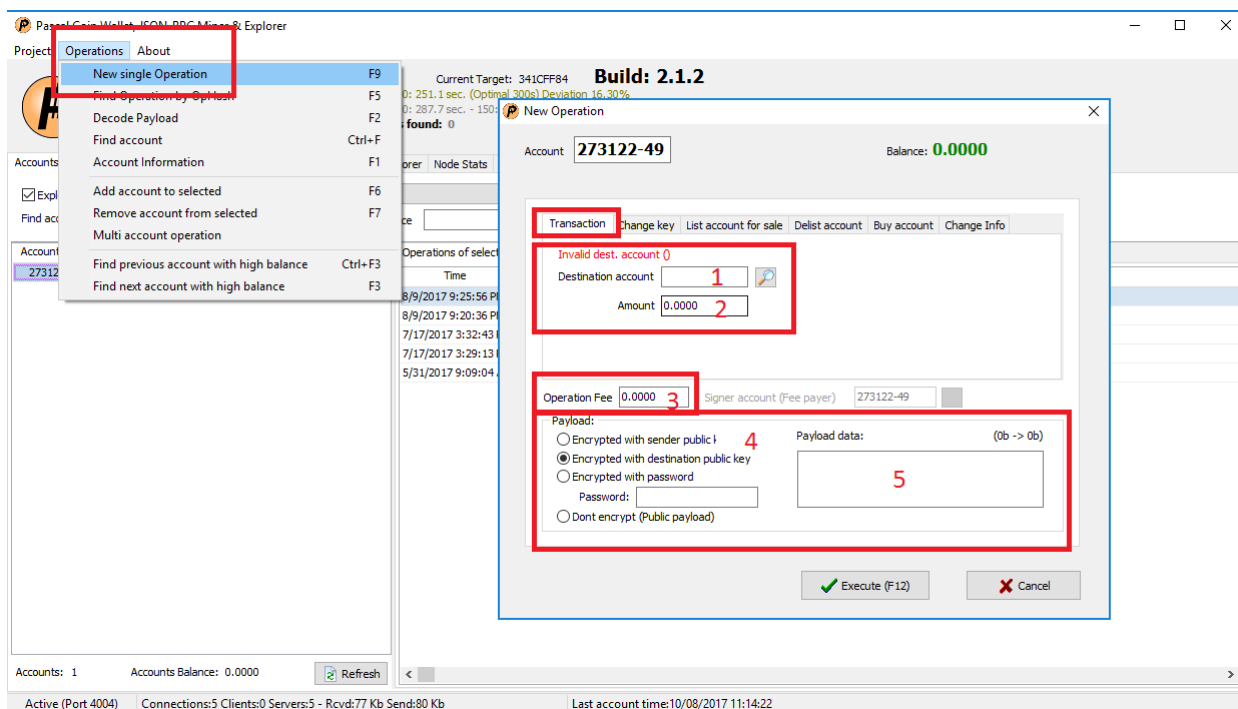 Pascal Coin Wallet, JSON-RPC Miner & Explorer
Project Operations About
New single Operation F9
Find Operation by OpHash F5
Decode Payload F2
Find account Ctrl+F
Account Information F1
Add account to selected F6
Remove account from selected F7
Multi account operation
Find previous account with high balance Ctrl+F3
Find next account with high balance F3
Current Target: 341CFF84 Build: 2.1.2
0: 251.1 sec. (Optimal 300s) Deviation 16.30%
0: 287.7 sec. - 150:
found: 0
Accounts
orer Node Stats
Expl
Find acc
ce
Account
27312
Operations of select
Time
8/9/2017 9:25:56 P
8/9/2017 9:20:36 P
7/17/2017 3:32:43
7/17/2017 3:29:13
5/31/2017 9:09:04
New Operation
Account 273122-49 Balance: 0.0000
Transaction Change key List account for sale Delist account Buy account Change Info
Invalid dest. account ()
Destination account 1
Amount 0.0000 2
Operation Fee 0.0000 3 Signer account (Fee payer) 273122-49
Payload:
Encrypted with sender public 4 Payload data: (0b -> 0b)
Encrypted with destination public key
Encrypted with password 5
Password:
Dont encrypt (Public payload)
Execute (F12) Cancel
Accounts: 1 Accounts Balance: 0.0000 Refresh
Active (Port 4004) Connections:5 Clients:0 Servers:5 - Rcvd:77 Kb Send:80 Kb Last account time:10/08/2017 11:14:22